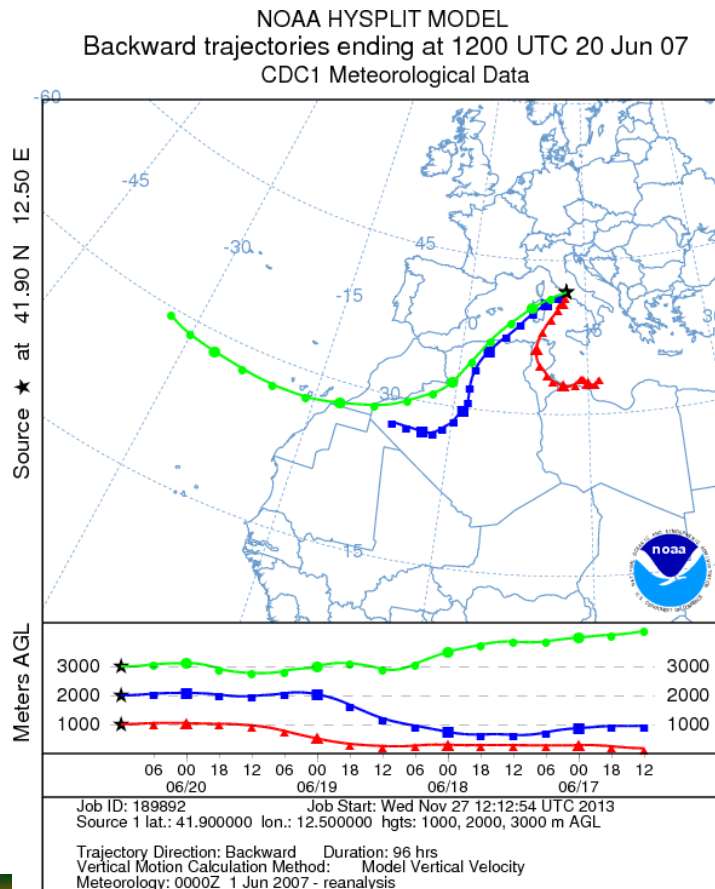 NOAA HYSPLIT MODEL
Backward trajectories ending at 1200 UTC 20 Jun 07
CDC1 Meteorological Data
Source ★ at 41.90 N 12.50 E
-60
-45
-30
-15
0
45
30
15
15
30
noaa
Meters AGL
3000 3000
2000 2000
1000 1000
06 00 18 12 06 00 18 12 06 00 18 12 06 00 18 12
06/20 06/19 06/18 06/17
Job ID: 189892 Job Start: Wed Nov 27 12:12:54 UTC 2013
Source 1 lat.: 41.900000 lon.: 12.500000 hgts: 1000, 2000, 3000 m AGL
Trajectory Direction: Backward Duration: 96 hrs
Vertical Motion Calculation Method: Model Vertical Velocity
Meteorology: 0000Z 1 Jun 2007 - reanalysis